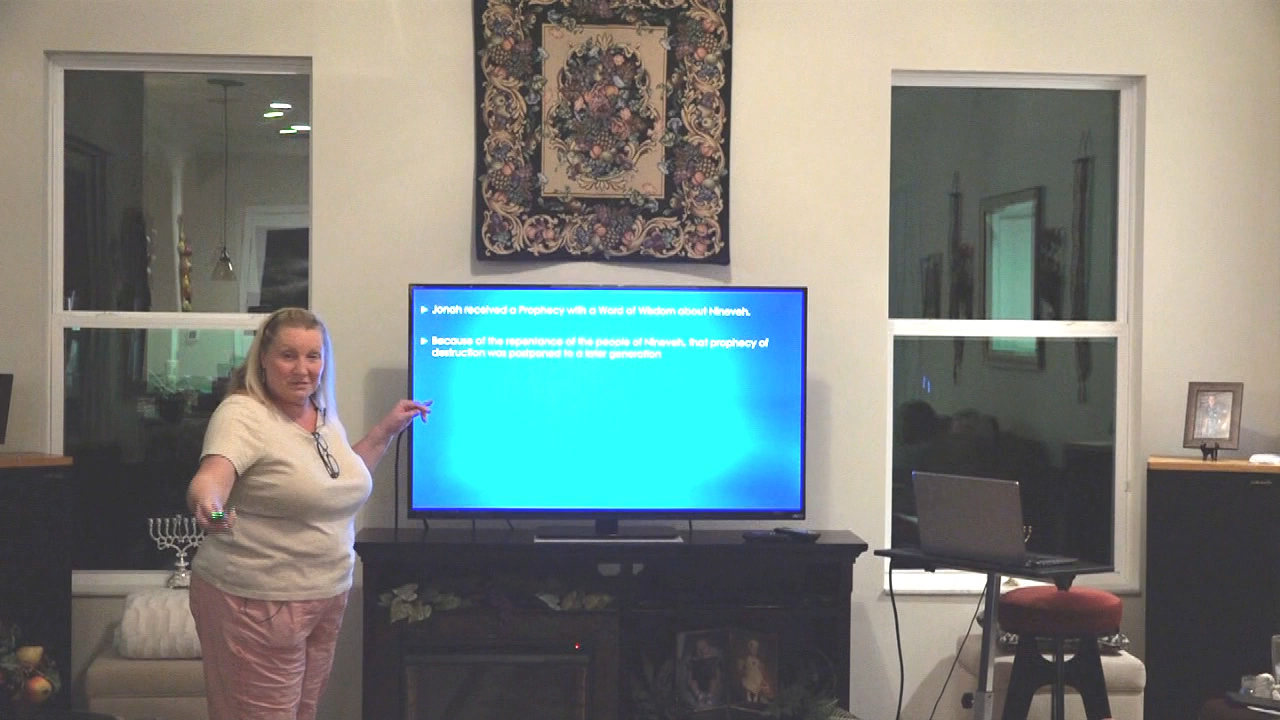 Jonah received a Prophecy with a Word of Wisdom about Nineveh.
Because of the repentance of the people of Nineveh, that prophecy of
destruction was postponed to a later generation